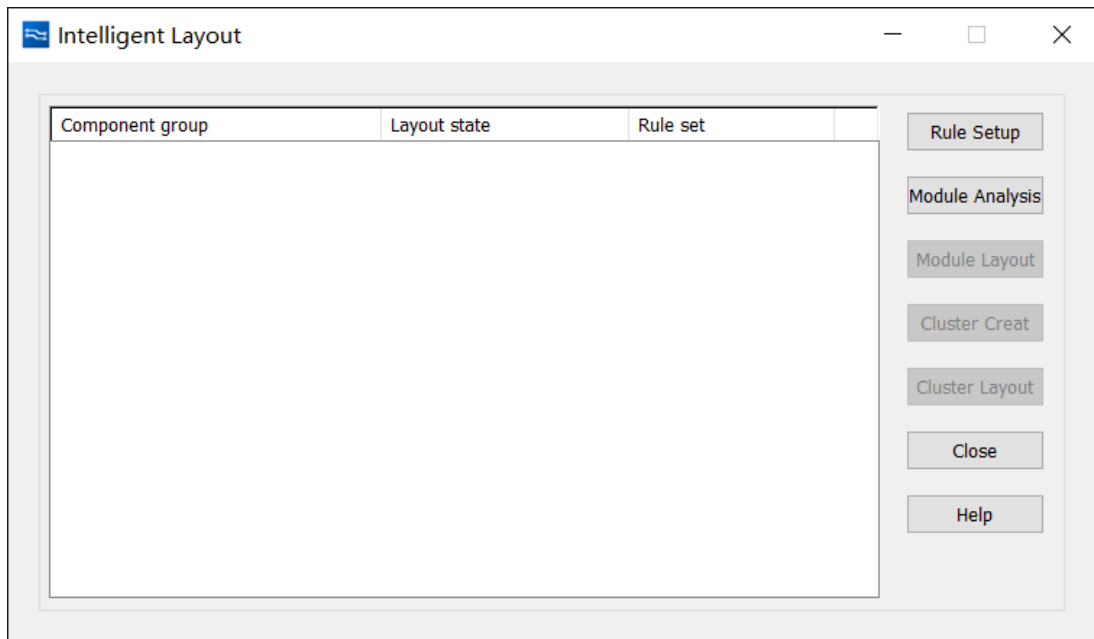 Intelligent Layout
Component group Layout state Rule set
Rule Setup
Module Analysis
Module Layout
Cluster Creat
Cluster Layout
Close
Help